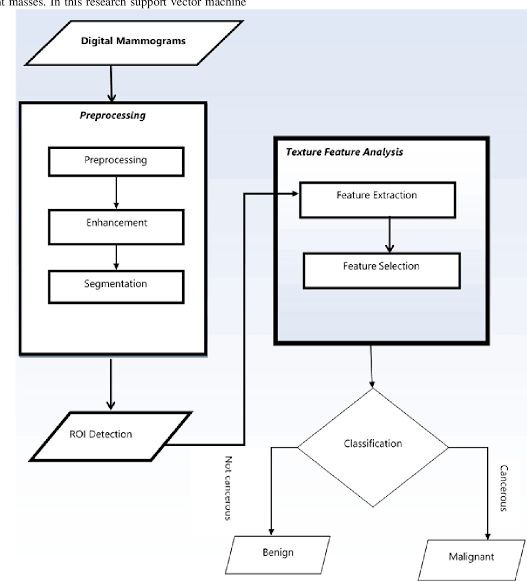 masses. In this research support vector machine
Digital Mammograms
Preprocessing
Preprocessing
Enhancement
Segmentation
ROI Detection
Texture Feature Analysis
Feature Extraction
Feature Selection
Classification
Not cancerous
Cancerous
Benign
Malignant